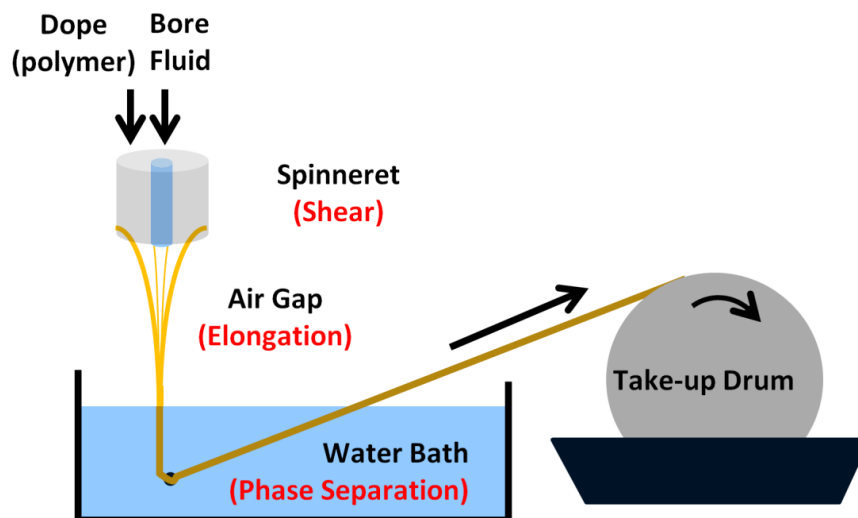 Dope
(polymer)
Bore
Fluid
Spinneret
(Shear)
Air Gap
(Elongation)
Take-up Drum
Water Bath
(Phase Separation)